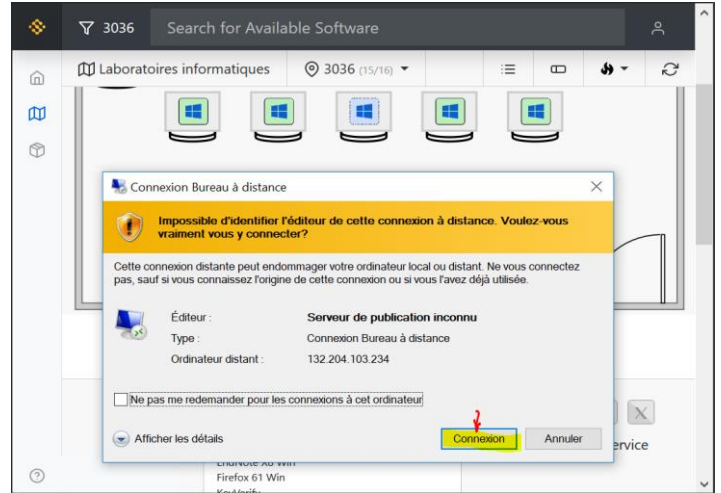 3036
Search for Available Software
Laboratoires informatiques
3036 (15/16)
Connexion Bureau à distance
Impossible d'identifier l'éditeur de cette connexion à distance. Voulez-vous
vraiment vous y connecter?
Cette connexion distante peut endommager votre ordinateur local ou distant. Ne vous connectez
pas, sauf si vous connaissez l'origine de cette connexion ou si vous l'avez déjà utilisée.
Éditeur : Serveur de publication inconnu
Type : Connexion Bureau à distance
Ordinateur distant : 132.204.103.234
Ne pas me redemander pour les connexions à cet ordinateur
Afficher les détails
Connexion
Annuler
ervice
EndNote X8 Win
Firefox 61 Win